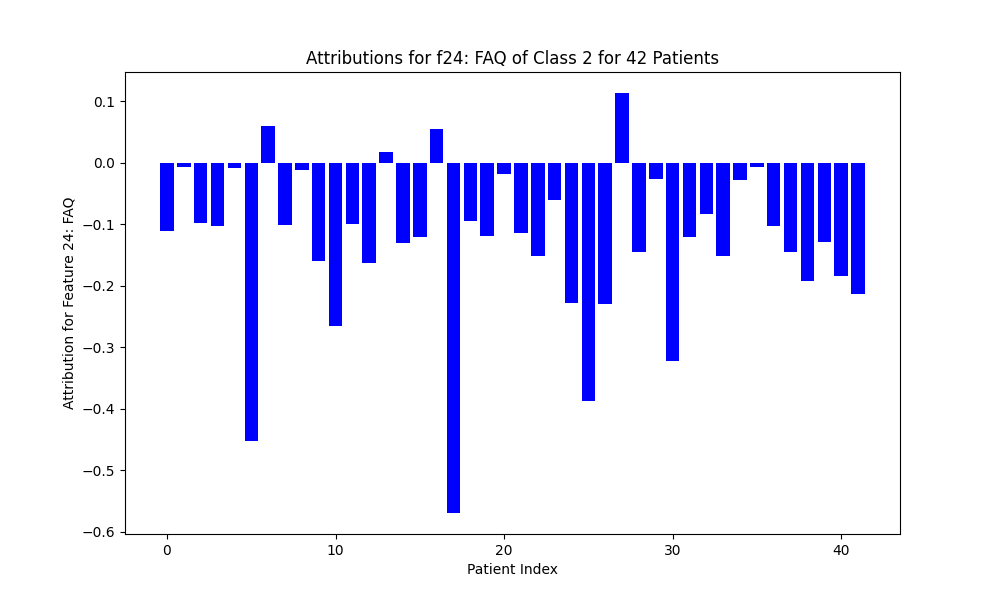 Attributions for f24: FAQ of Class 2 for 42 Patients
Attribution for Feature 24: FAQ
0.1
0.0
−0.1
−0.2
−0.3
−0.4
−0.5
−0.6
0 10 20 30 40
Patient Index